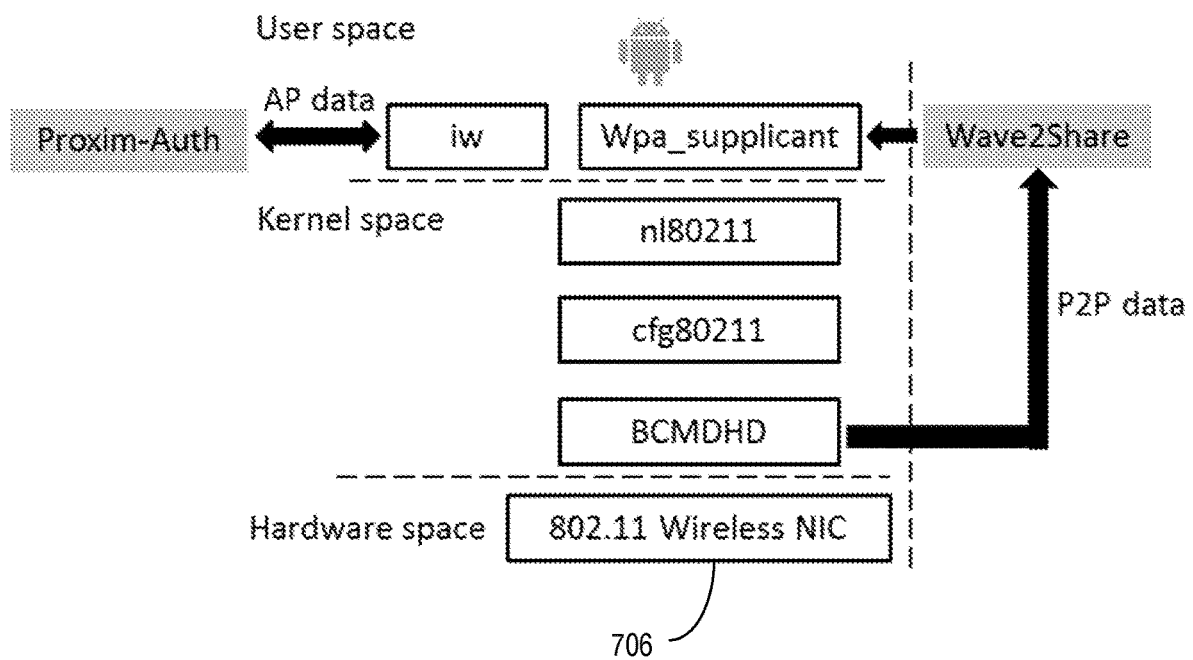 User space
AP data
Proxim-Auth
iw
Wpa_supplicant
Wave2Share
Kernel space
nl80211
cfg80211
P2P data
BCMDHD
Hardware space
802.11 Wireless NIC
706